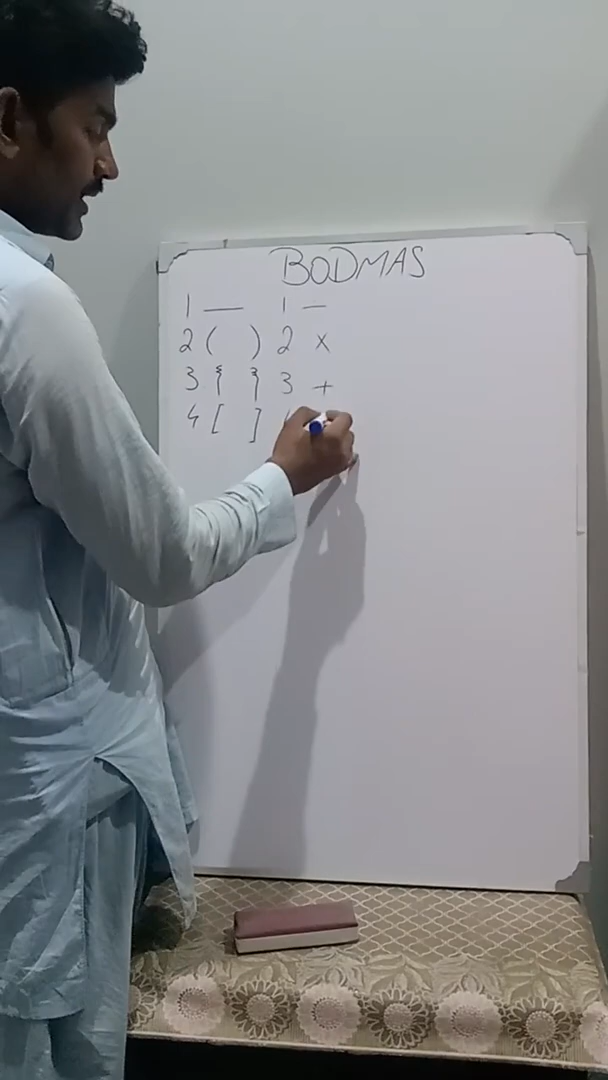 BODMAS
1 — 1 —
2 ( ) 2 ×
3 { } 3 +
4 [ ]